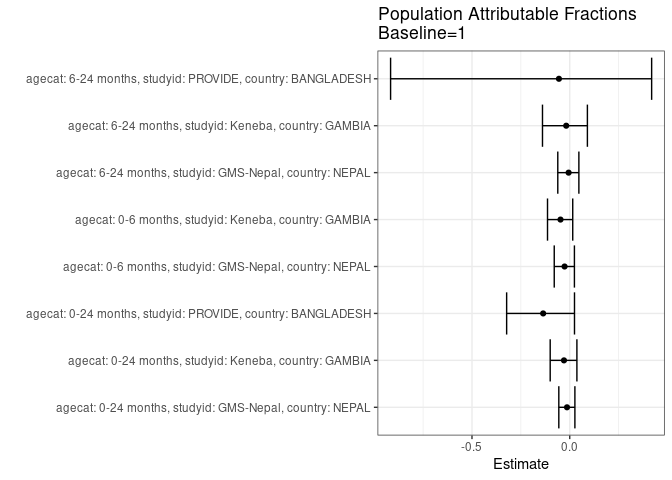 Population Attributable Fractions
Baseline=1
agecat: 6-24 months, studyid: PROVIDE, country: BANGLADESH
agecat: 6-24 months, studyid: Keneba, country: GAMBIA
agecat: 6-24 months, studyid: GMS-Nepal, country: NEPAL
agecat: 0-6 months, studyid: Keneba, country: GAMBIA
agecat: 0-6 months, studyid: GMS-Nepal, country: NEPAL
agecat: 0-24 months, studyid: PROVIDE, country: BANGLADESH
agecat: 0-24 months, studyid: Keneba, country: GAMBIA
agecat: 0-24 months, studyid: GMS-Nepal, country: NEPAL
-0.5 0.0
Estimate